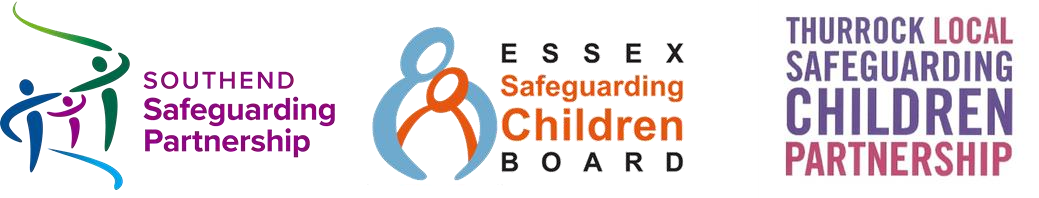 SOUTHEND
Safeguarding
Partnership
ESSEX
Safeguarding
Children
BOARD
THURROCK LOCAL
SAFEGUARDING
CHILDREN
PARTNERSHIP